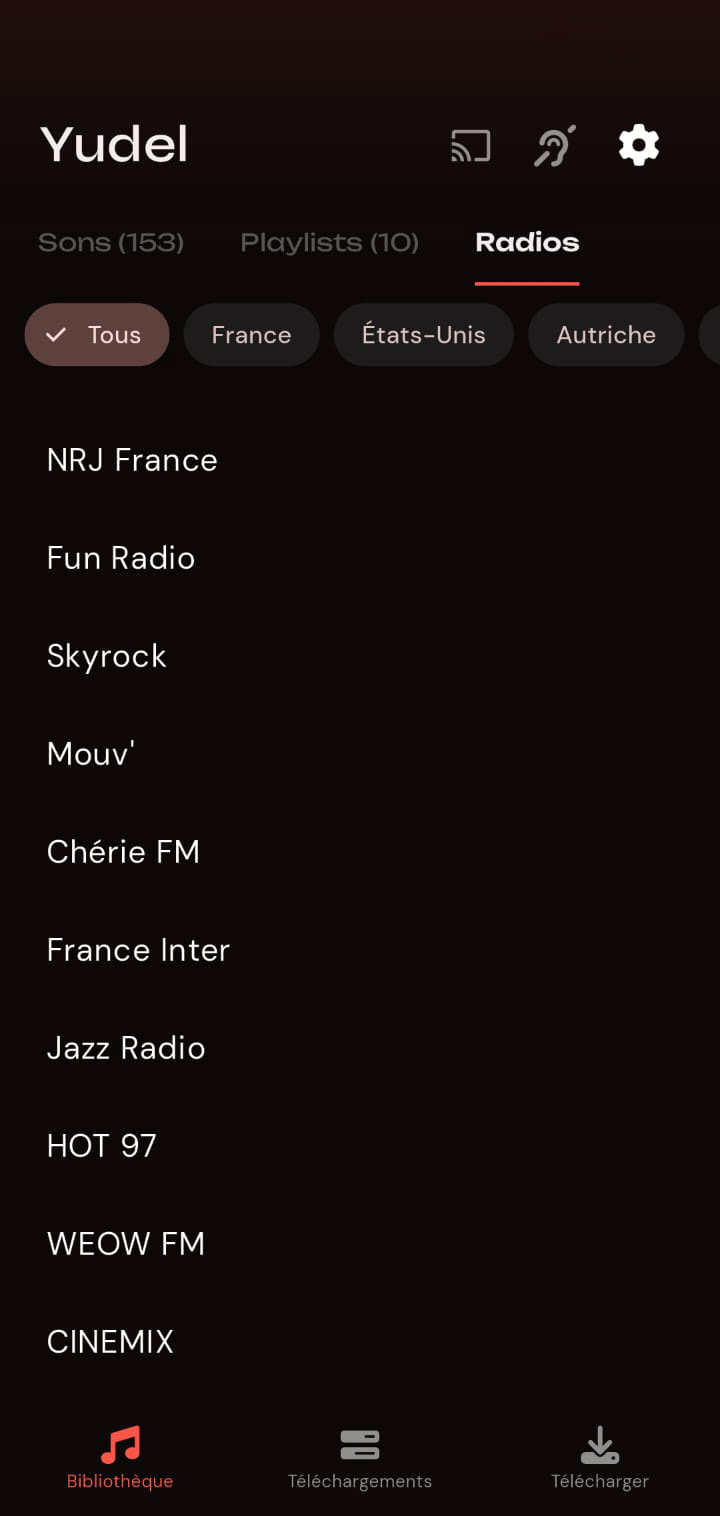 Yudel
Sons (153) Playlists (10) Radios
Tous France États-Unis Autriche
NRJ France
Fun Radio
Skyrock
Mouv'
Chérie FM
France Inter
Jazz Radio
HOT 97
WEOW FM
CINEMIX
Bibliothèque Téléchargements Télécharger